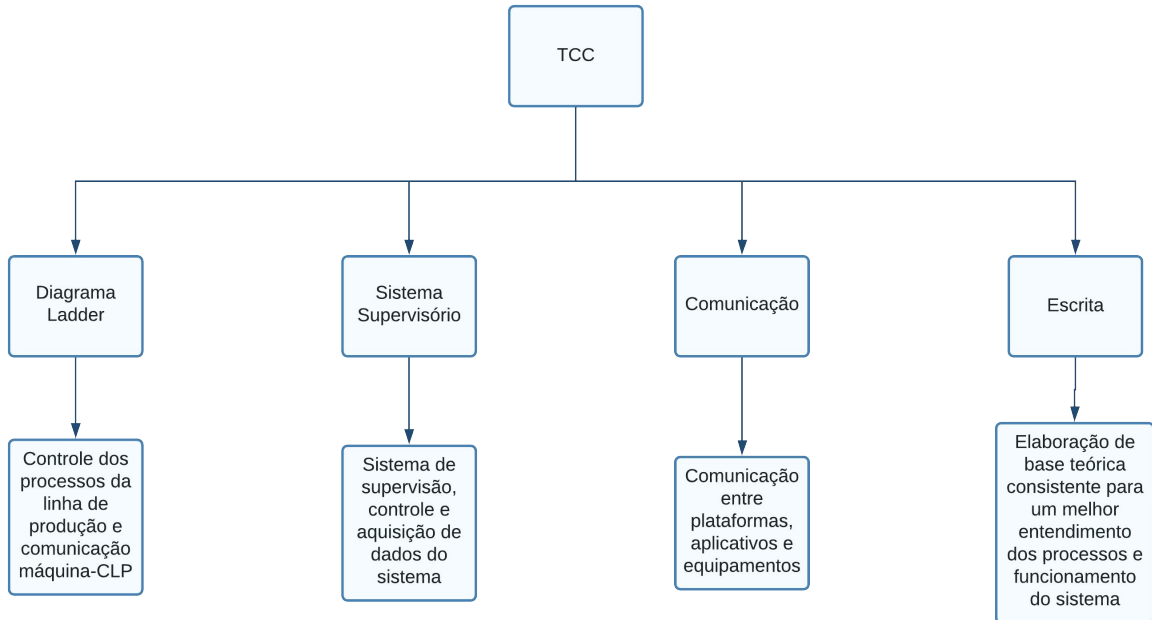 TCC
Diagrama
Ladder
Sistema
Supervisório
Comunicação
Escrita
Controle dos
processos da
linha de
produção e
comunicação
máquina-CLP
Sistema de
supervisão,
controle e
aquisição de
dados do
sistema
Comunicação
entre
plataformas,
aplicativos e
equipamentos
Elaboração de
base teórica
consistente para
um melhor
entendimento
dos processos e
funcionamento
do sistema